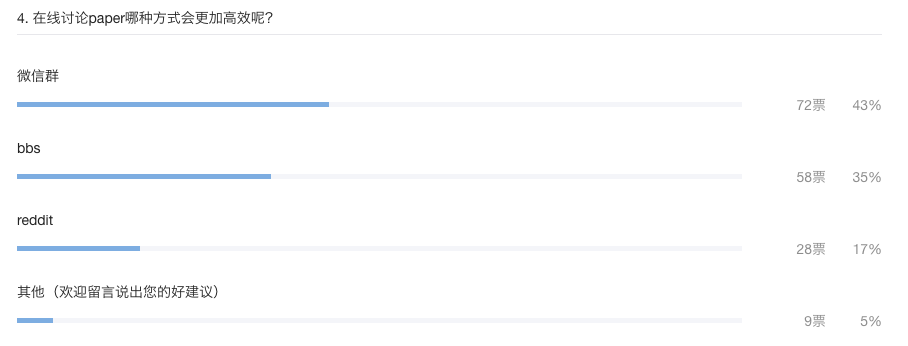 4. 在线讨论paper哪种方式会更加高效呢？
微信群
72票 43%
bbs
58票 35%
reddit
28票 17%
其他（欢迎留言说出您的好建议）
9票 5%